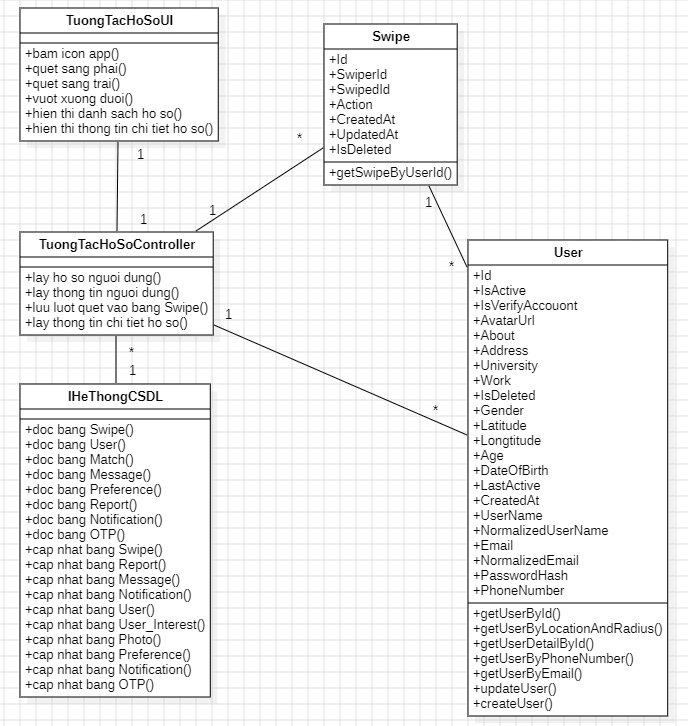 TuongTacHoSoUI
+bam icon app()
+quet sang phai()
+quet sang trai()
+vuot xuong duoi()
+hien thi danh sach ho so()
+hien thi thong tin chi tiet ho so()
1
1
Swipe
+Id
+SwiperId
+SwipedId
+Action
+CreatedAt
+UpdatedAt
+IsDeleted
+getSwipeByUserId()
*
1
1
*
TuongTacHoSoController
+lay ho so nguoi dung()
+lay thong tin nguoi dung()
+luu luot quet vao bang Swipe()
+lay thong tin chi tiet ho so()
1
*
*
1
IHeThongCSDL
+doc bang Swipe()
+doc bang User()
+doc bang Match()
+doc bang Message()
+doc bang Preference()
+doc bang Report()
+doc bang Notification()
+doc bang OTP()
+cap nhat bang Swipe()
+cap nhat bang Report()
+cap nhat bang Message()
+cap nhat bang Notification()
+cap nhat bang User()
+cap nhat bang User_Interest()
+cap nhat bang Photo()
+cap nhat bang Preference()
+cap nhat bang Notification()
+cap nhat bang OTP()
User
+Id
+IsActive
+IsVerifyAccouont
+AvatarUrl
+About
+Address
+University
+Work
+IsDeleted
+Gender
+Latitude
+Longtitude
+Age
+DateOfBirth
+LastActive
+CreatedAt
+UserName
+NormalizedUserName
+Email
+NormalizedEmail
+PasswordHash
+PhoneNumber
+getUserById()
+getUserByLocationAndRadius()
+getUserDetailById()
+getUserByPhoneNumber()
+getUserByEmail()
+updateUser()
+createUser()